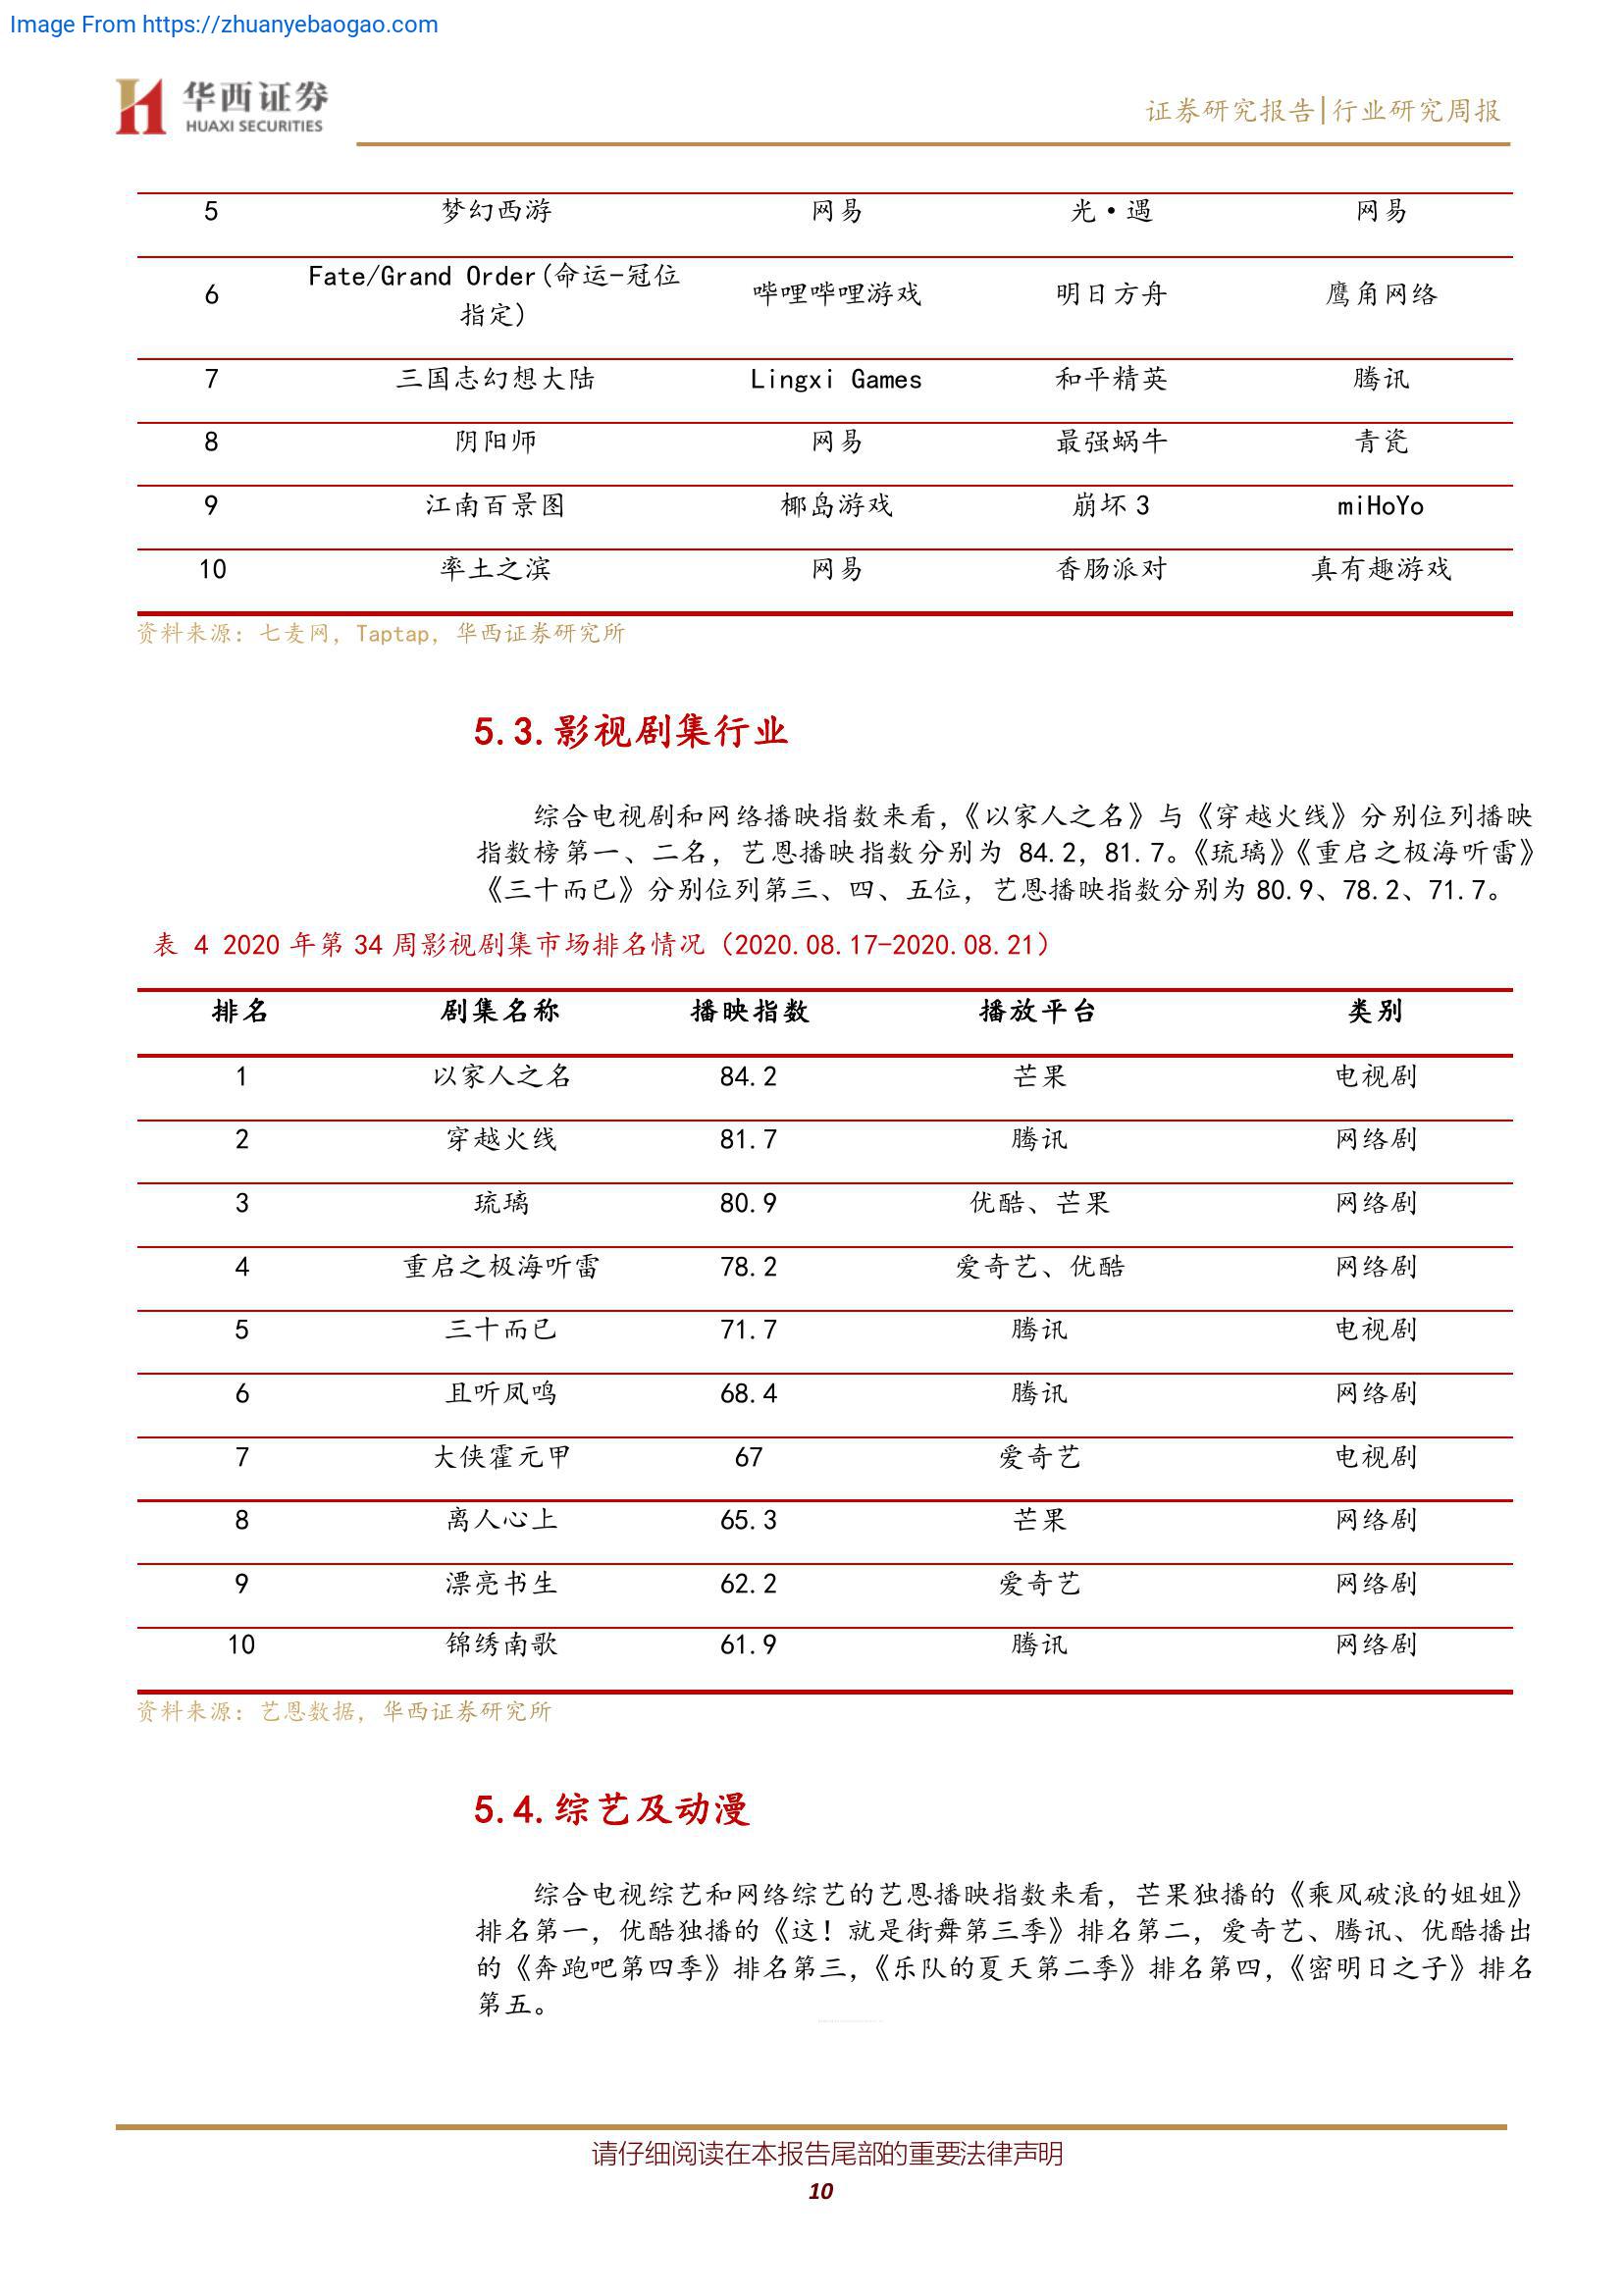 Image From https://zhuanyebaogao.com
华西证券
HUAXI SECURITIES
证券研究报告|行业研究周报
5 梦幻西游 网易 光·遇 网易
6 Fate/Grand Order(命运-冠位指定) 哔哩哔哩游戏 明日方舟 鹰角网络
7 三国志幻想大陆 Lingxi Games 和平精英 腾讯
8 阴阳师 网易 最强蜗牛 青瓷
9 江南百景图 椰岛游戏 崩坏3 miHoYo
10 率土之滨 网易 香肠派对 真有趣游戏
资料来源：七麦网，Taptap，华西证券研究所
5.3.影视剧集行业
综合电视剧和网络播映指数来看，《以家人之名》与《穿越火线》分别位列播映
指数榜第一、二名，艺恩播映指数分别为 84.2，81.7。《琉璃》《重启之极海听雷》
《三十而已》分别位列第三、四、五位，艺恩播映指数分别为 80.9、78.2、71.7。
表 4 2020 年第 34 周影视剧集市场排名情况（2020.08.17-2020.08.21）
排名 剧集名称 播映指数 播放平台 类别
1 以家人之名 84.2 芒果 电视剧
2 穿越火线 81.7 腾讯 网络剧
3 琉璃 80.9 优酷、芒果 网络剧
4 重启之极海听雷 78.2 爱奇艺、优酷 网络剧
5 三十而已 71.7 腾讯 电视剧
6 且听凤鸣 68.4 腾讯 网络剧
7 大侠霍元甲 67 爱奇艺 电视剧
8 离人心上 65.3 芒果 网络剧
9 漂亮书生 62.2 爱奇艺 网络剧
10 锦绣南歌 61.9 腾讯 网络剧
资料来源：艺恩数据，华西证券研究所
5.4.综艺及动漫
综合电视综艺和网络综艺的艺恩播映指数来看，芒果独播的《乘风破浪的姐姐》
排名第一，优酷独播的《这！就是街舞第三季》排名第二，爱奇艺、腾讯、优酷播出
的《奔跑吧第四季》排名第三，《乐队的夏天第二季》排名第四，《密明日之子》排名
第五。
请仔细阅读在本报告尾部的重要法律声明
10